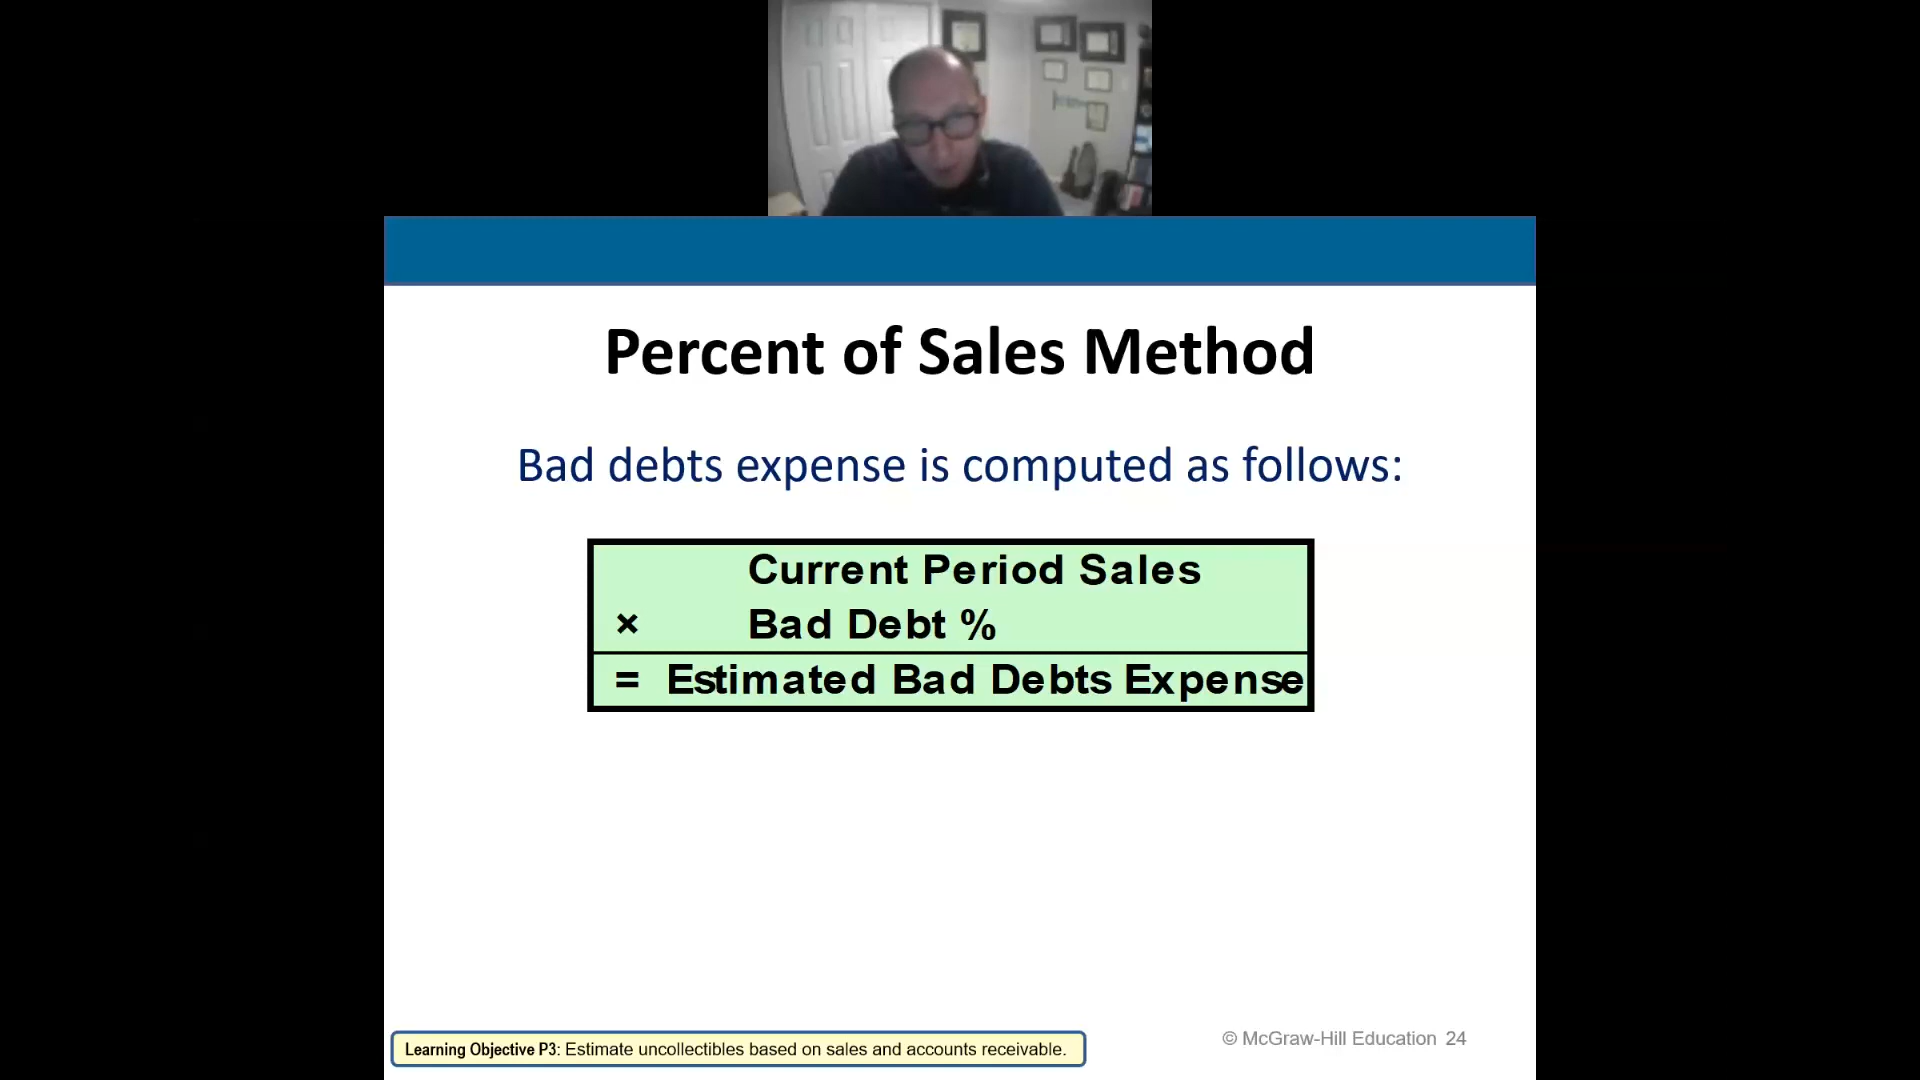 Percent of Sales Method
Bad debts expense is computed as follows:
Current Period Sales
× Bad Debt %
= Estimated Bad Debts Expense
Learning Objective P3: Estimate uncollectibles based on sales and accounts receivable.
© McGraw-Hill Education 24